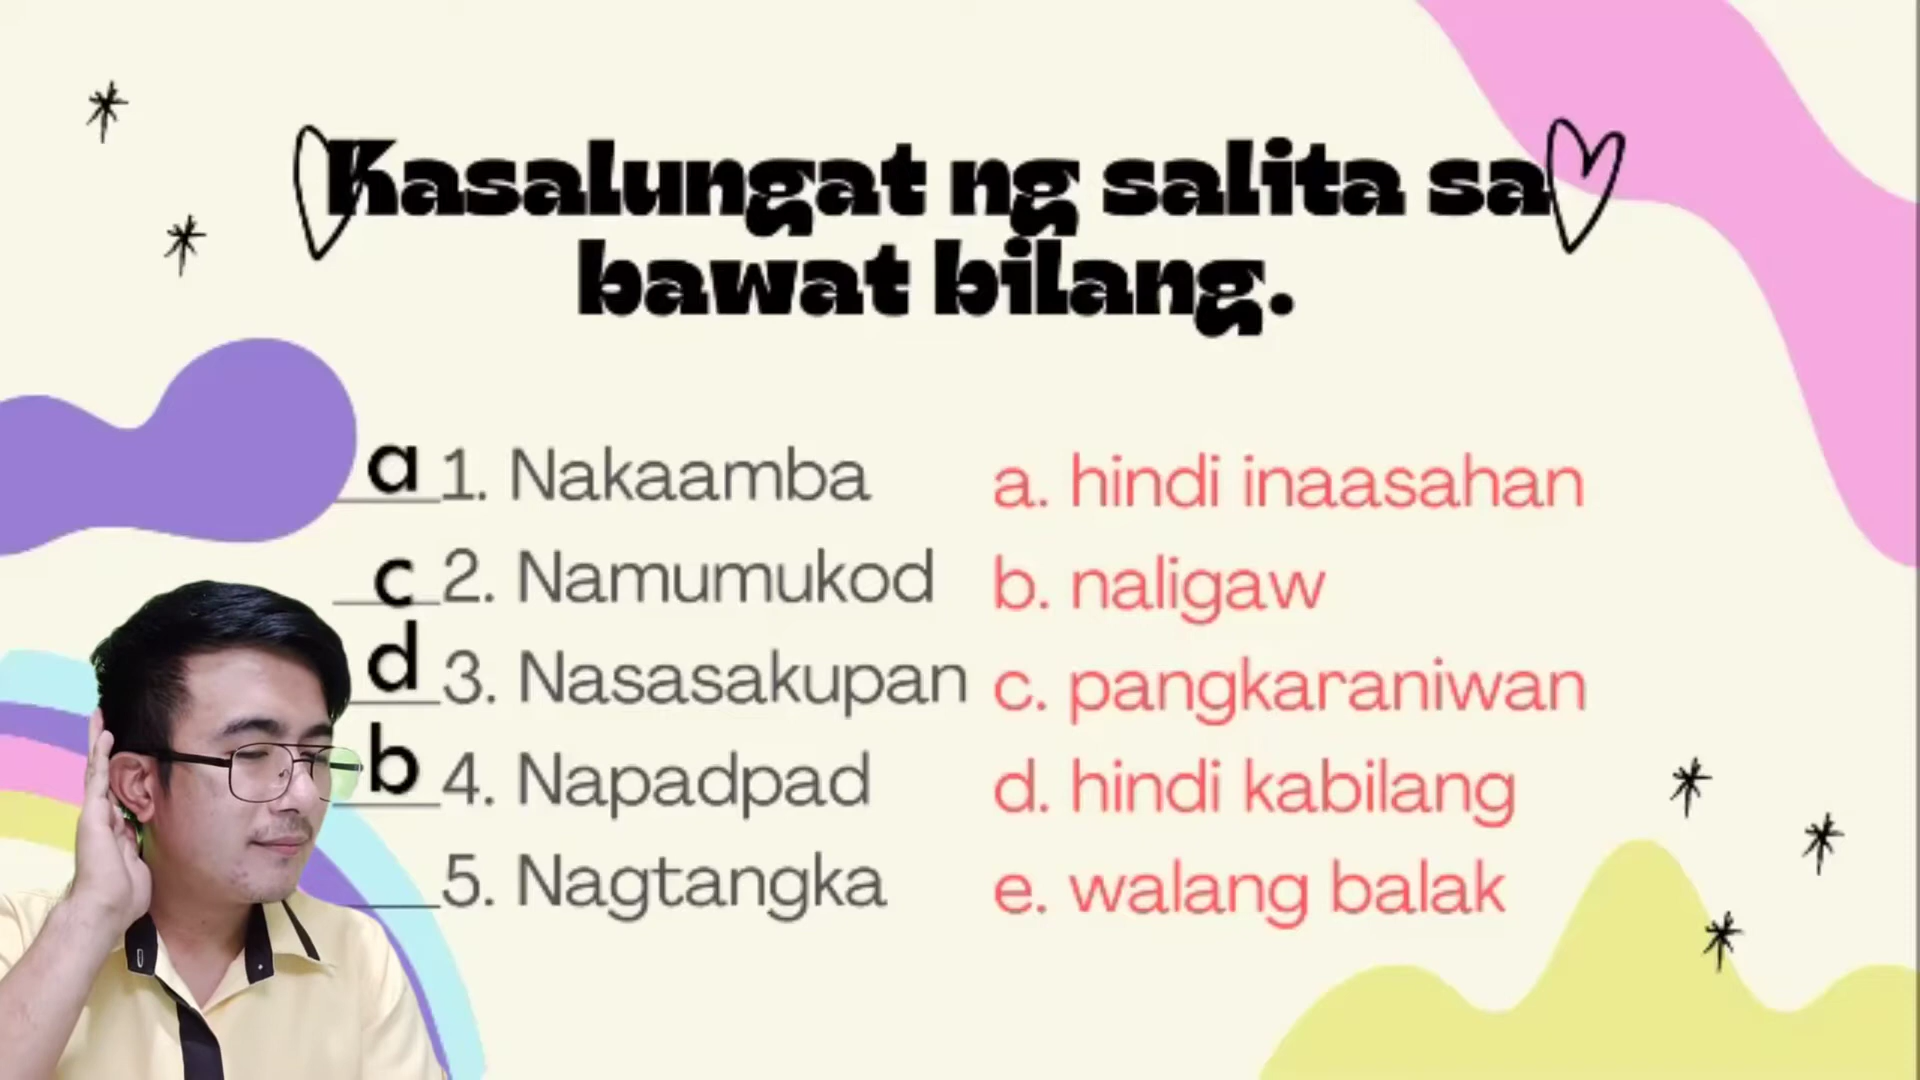 Kasalungat ng salita sa
bawat bilang.
a 1. Nakaamba
a. hindi inaasahan
c 2. Namumukod
b. naligaw
d 3. Nasasakupan
c. pangkaraniwan
b 4. Napadpad
d. hindi kabilang
5. Nagtangka
e. walang balak